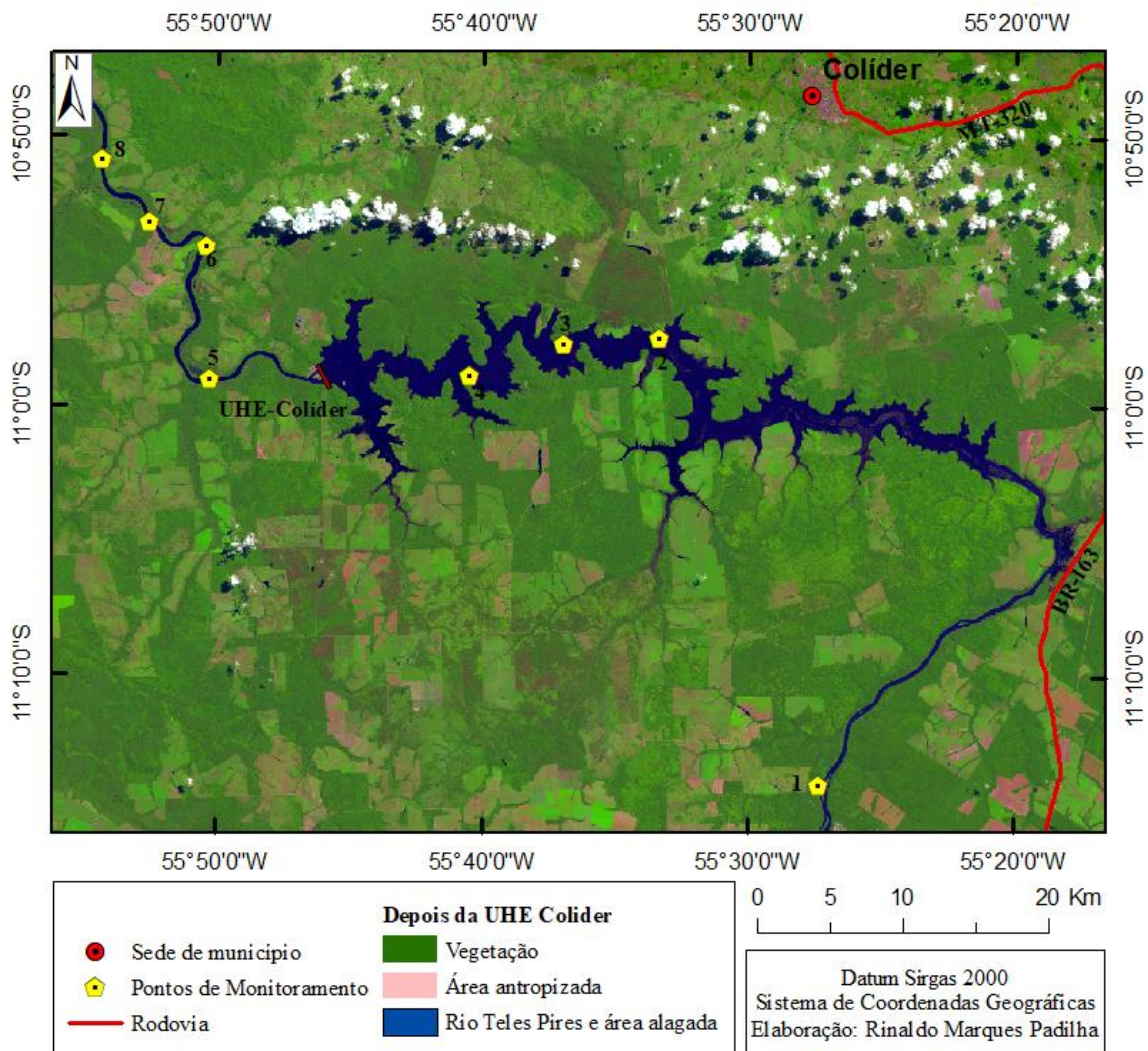 55°50'0"W 55°40'0"W 55°30'0"W 55°20'0"W
N
Colíder
MT-320
10°50'0"S
10°50'0"S
8
7
6
5
3
2
4
UHE-Colíder
11°0'0"S
11°0'0"S
BR-163
11°10'0"S
11°10'0"S
1
55°50'0"W 55°40'0"W 55°30'0"W 55°20'0"W
Sede de município
Pontos de Monitoramento
Rodovia
Depois da UHE Colider
Vegetação
Área antropizada
Rio Teles Pires e área alagada
0 5 10 20 Km
Datum Sirgas 2000
Sistema de Coordenadas Geográficas
Elaboração: Rinaldo Marques Padilha